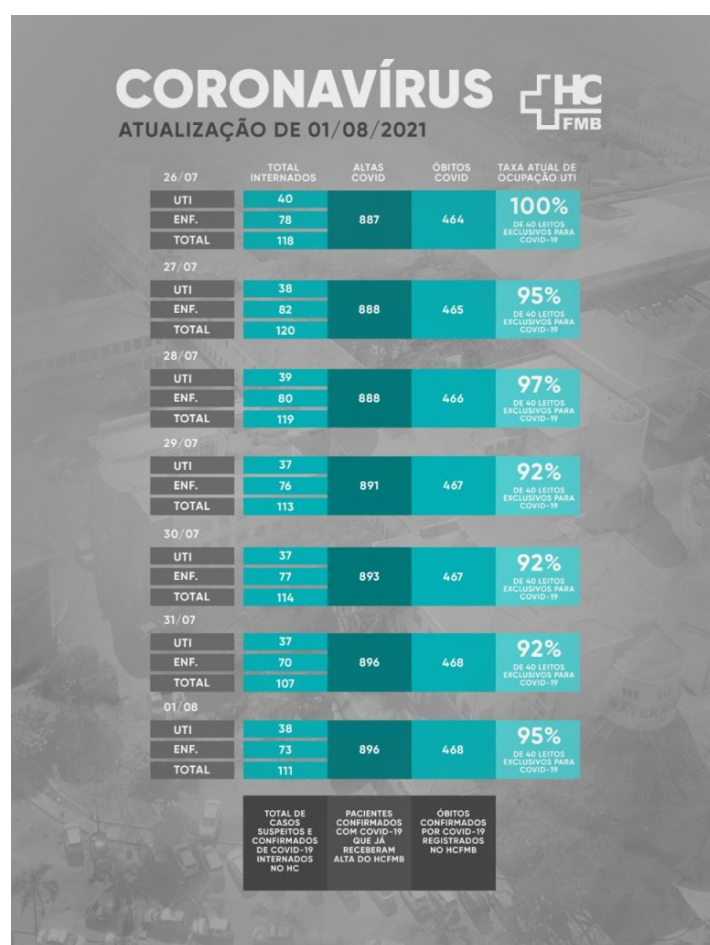 CORONAVÍRUS
HC
FMB
ATUALIZAÇÃO DE 01/08/2021
26/07
TOTAL
INTERNADOS
ALTAS
COVID
ÓBITOS
COVID
TAXA ATUAL DE
OCUPAÇÃO UTI
UTI 40
ENF. 78
TOTAL 118
887
464
100%
DE 40 LEITOS
EXCLUSIVOS PARA
COVID-19
27/07
UTI 38
ENF. 82
TOTAL 120
888
465
95%
DE 40 LEITOS
EXCLUSIVOS PARA
COVID-19
28/07
UTI 39
ENF. 80
TOTAL 119
888
466
97%
DE 40 LEITOS
EXCLUSIVOS PARA
COVID-19
29/07
UTI 37
ENF. 76
TOTAL 113
891
467
92%
DE 40 LEITOS
EXCLUSIVOS PARA
COVID-19
30/07
UTI 37
ENF. 77
TOTAL 114
893
467
92%
DE 40 LEITOS
EXCLUSIVOS PARA
COVID-19
31/07
UTI 37
ENF. 70
TOTAL 107
896
468
92%
DE 40 LEITOS
EXCLUSIVOS PARA
COVID-19
01/08
UTI 38
ENF. 73
TOTAL 111
896
468
95%
DE 40 LEITOS
EXCLUSIVOS PARA
COVID-19
TOTAL DE
CASOS
SUSPEITOS E
CONFIRMADOS
DE COVID-19
INTERNADOS
NO HC
PACIENTES
CONFIRMADOS
COM COVID-19
QUE JÁ
RECEBERAM
ALTA DO HCFMB
ÓBITOS
CONFIRMADOS
POR COVID-19
REGISTRADOS
NO HCFMB